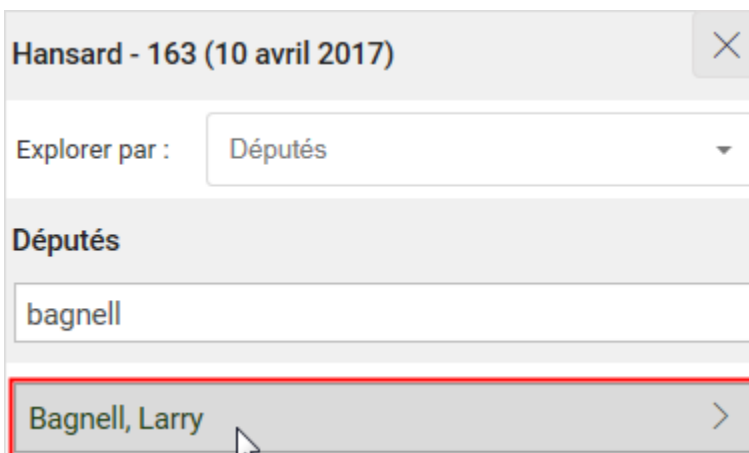 Hansard - 163 (10 avril 2017)
Explorer par : Députés
Députés
bagnell
Bagnell, Larry